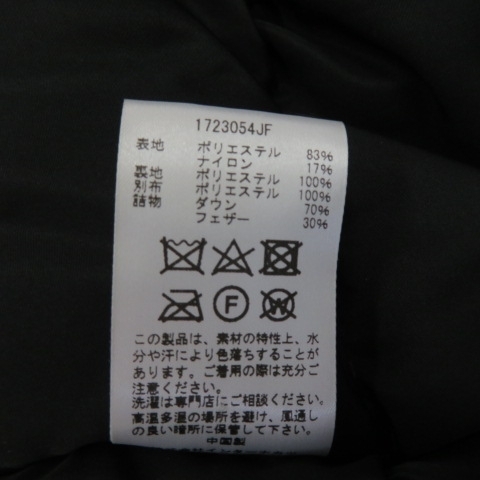 1723054JF
表地 ポリエステル 83%
ナイロン 17%
裏地 ポリエステル 100%
別布 ポリエステル 100%
詰物 ダウン 70%
フェザー 30%
F W
この製品は、素材の特性上、水
分や汗により色落ちすることが
あります。ご着用の際は充分ご
注意ください。
洗濯は専門店にご相談ください
高温多湿の場所を避け、風通し
の良い暗所に保管して下さい。
中国製